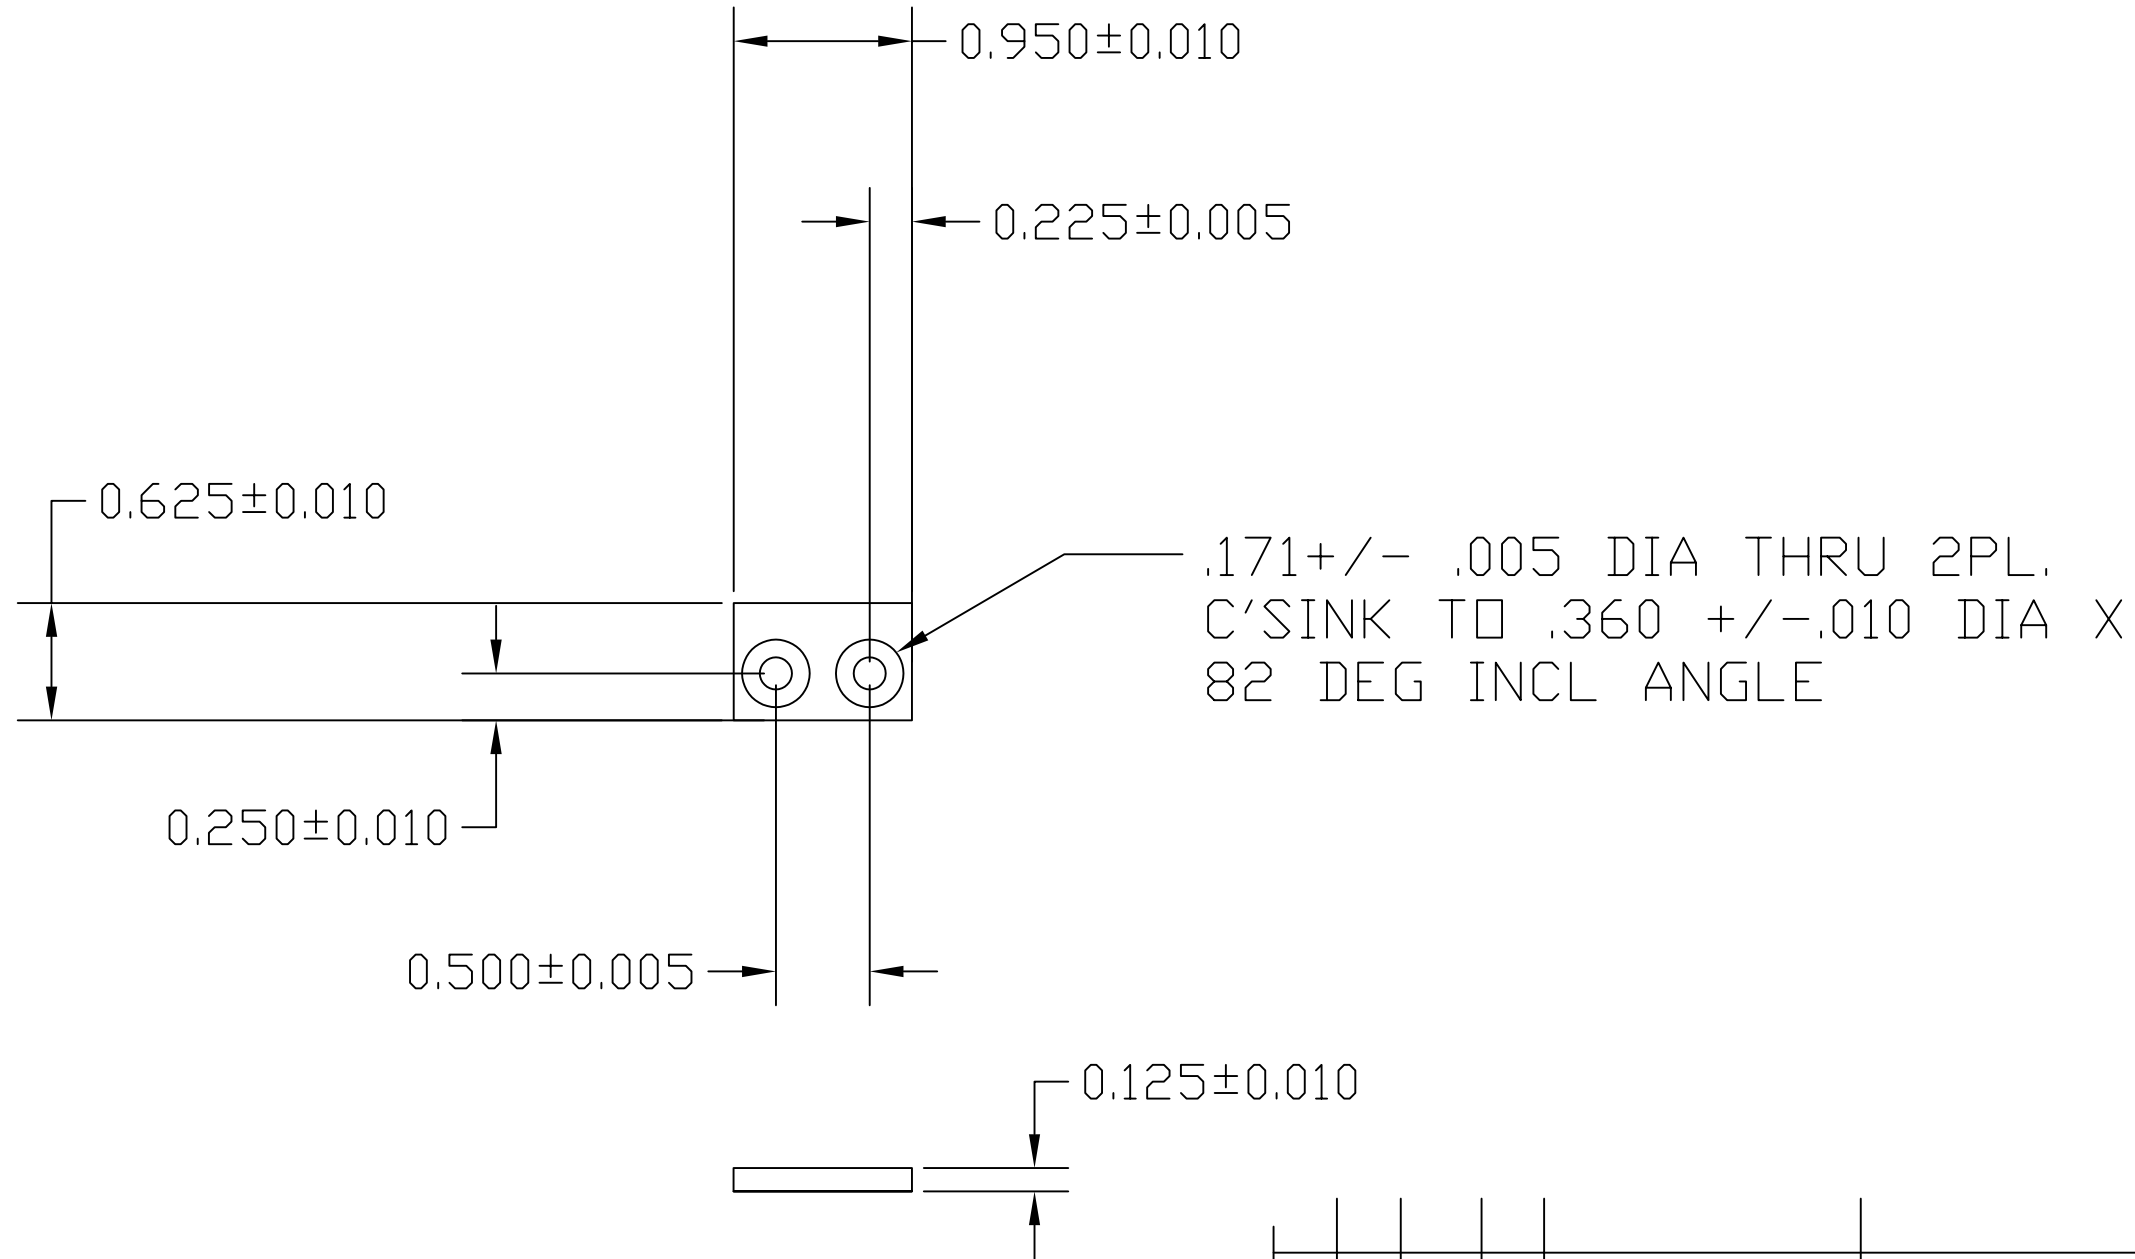 0.950±0.010
0.225±0.005
0.625±0.010
.171+/- .005 DIA THRU 2PL.
C'SINK TO .360 +/-.010 DIA X
82 DEG INCL ANGLE
0.250±0.010
0.500±0.005
0.125±0.010